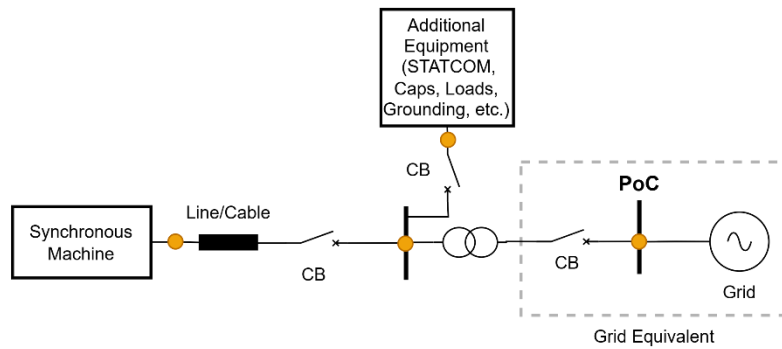 Additional
Equipment
(STATCOM,
Caps, Loads,
Grounding, etc.)
CB
PoC
Line/Cable
Synchronous
Machine
CB
CB
Grid
Grid Equivalent